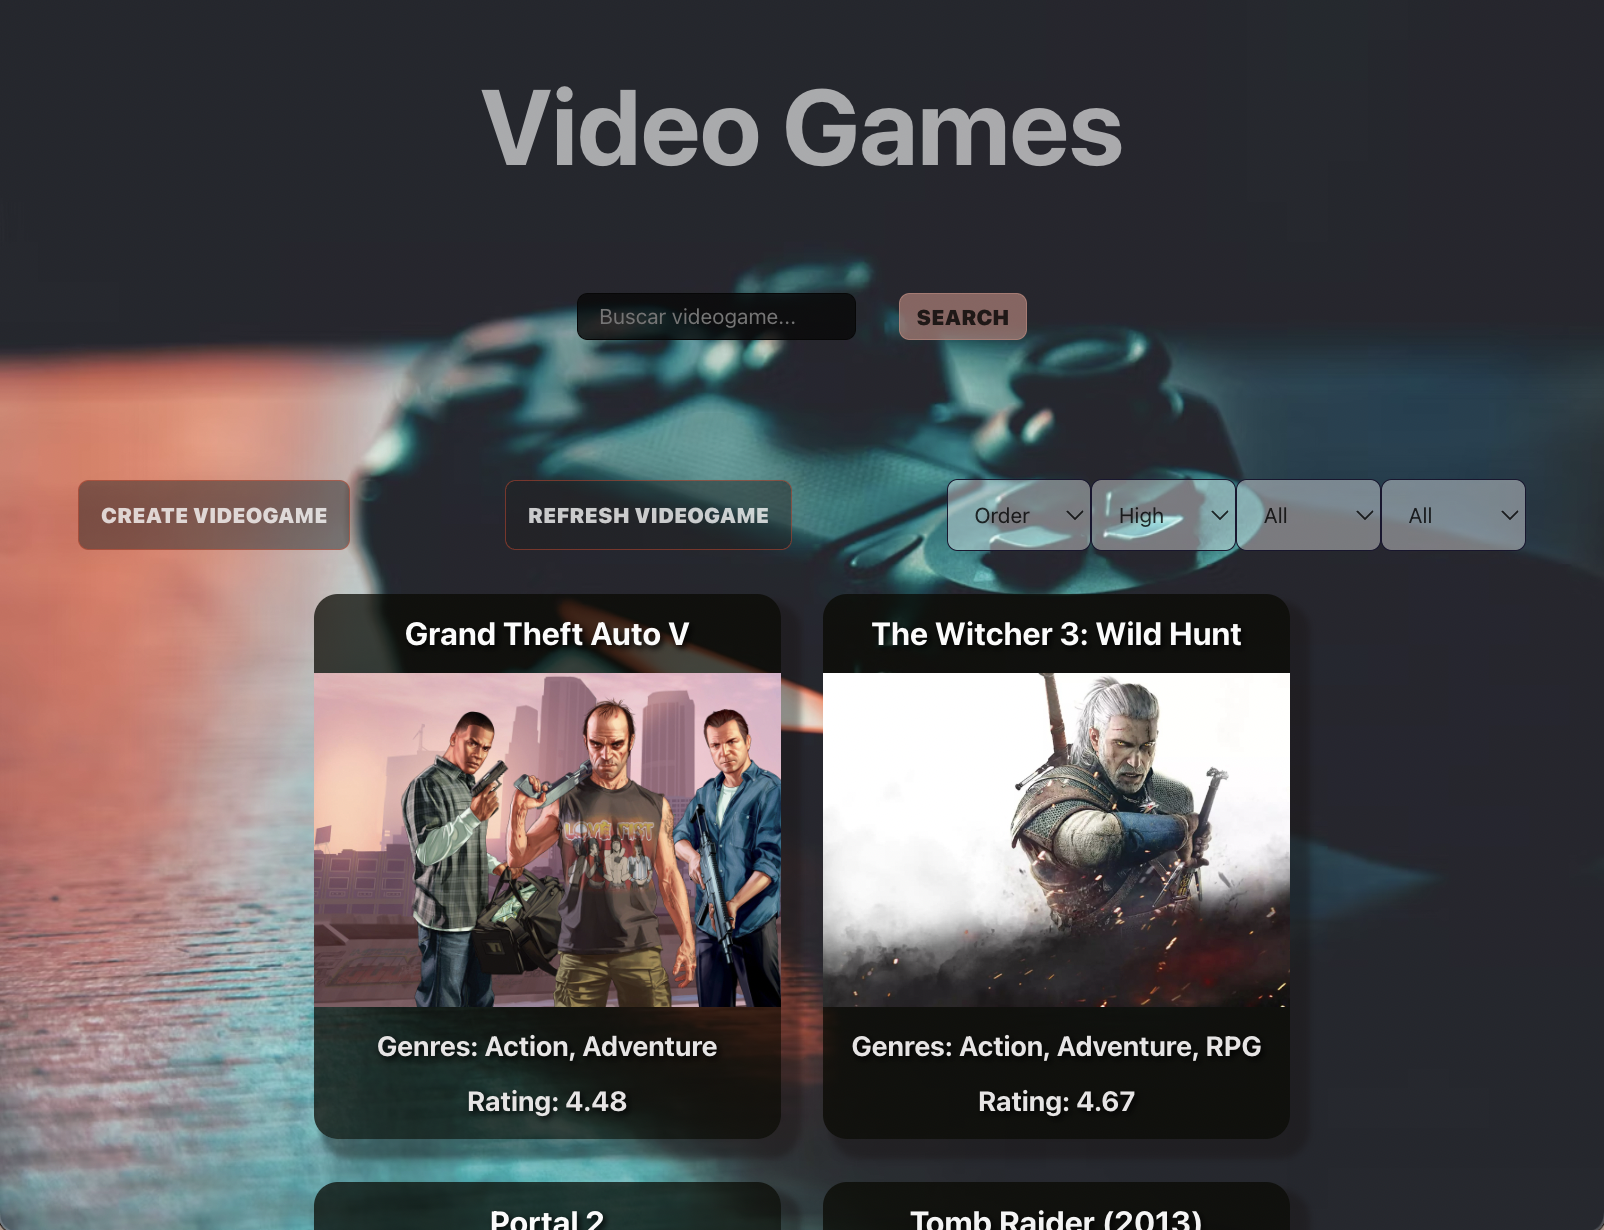 Video Games
Buscar videogame...
SEARCH
CREATE VIDEOGAME
REFRESH VIDEOGAME
Order
High
All
All
Grand Theft Auto V
The Witcher 3: Wild Hunt
Genres: Action, Adventure
Rating: 4.48
Genres: Action, Adventure, RPG
Rating: 4.67
Portal 2
Tomb Raider (2013)